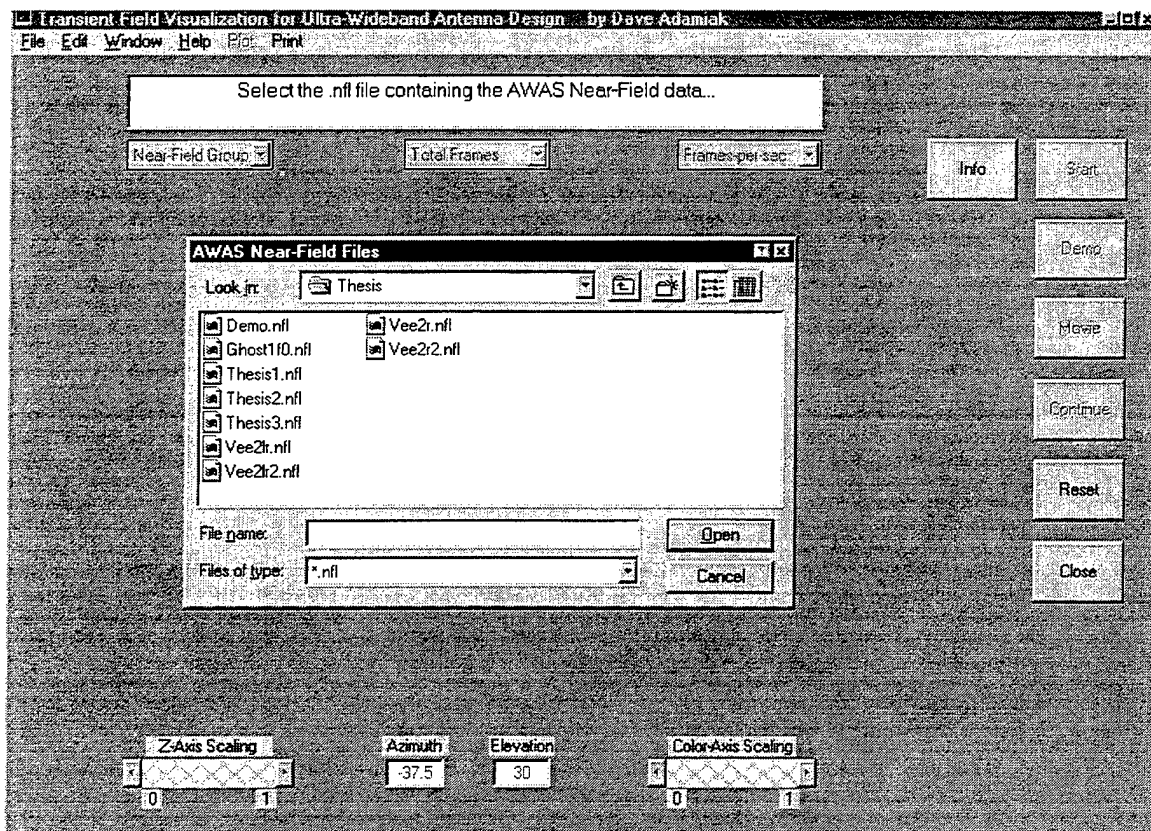 Transient Field Visualization for Ultra-Wideband Antenna Design by Dave Adamiak
File Edit Window Help Plot Print
Select the .nfl file containing the AWAS Near-Field data...
Near-Field Group Total Frames Frames-per-sec
Info Start
Demo
Movie
Continue
Reset
Close
AWAS Near-Field Files
Look in: Thesis
Demo.nfl Vee2r.nfl
Ghost1f0.nfl Vee2r2.nfl
Thesis1.nfl
Thesis2.nfl
Thesis3.nfl
Vee2lr.nfl
Vee2lr2.nfl
File name: Open
Files of type: *.nfl Cancel
Z-Axis Scaling Azimuth Elevation Color-Axis Scaling
-37.5 30
0 1 0 1